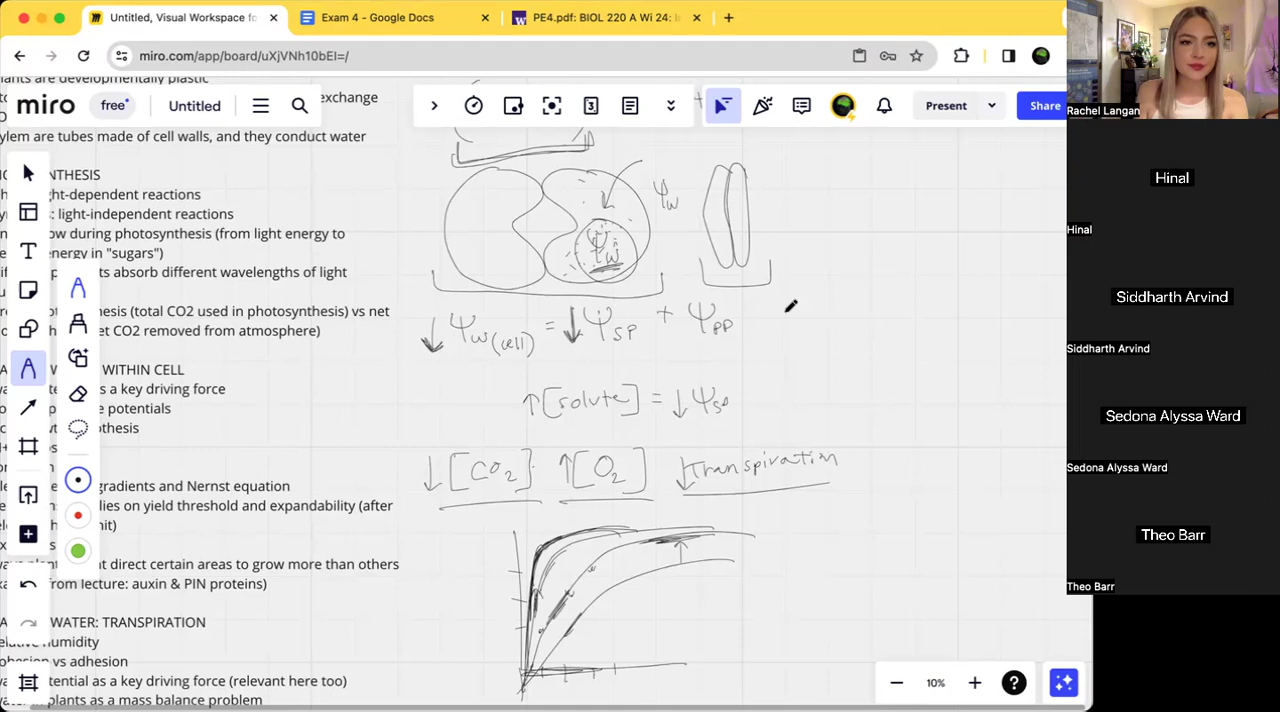 Untitled, Visual Workspace fo
Exam 4 - Google Docs
PE4.pdf: BIOL 220 A Wi 24:
miro.com/app/board/uXjVNh10bEI=/
lants are developmentally plastic
exchange
miro
free
Untitled
Present
Share
ylem are tubes made of cell walls, and they conduct water
NTHESIS
ght-dependent reactions
s: light-independent reactions
ow during photosynthesis (from light energy to
energy in "sugars")
ts absorb different wavelengths of light
esis (total CO2 used in photosynthesis) vs net
et CO2 removed from atmosphere)
WITHIN CELL
as a key driving force
potentials
othesis
gradients and Nernst equation
lies on yield threshold and expandability (after
it)
direct certain areas to grow more than others
from lecture: auxin & PIN proteins)
WATER: TRANSPIRATION
elative humidity
ohesion vs adhesion
otential as a key driving force (relevant here too)
water in plants as a mass balance problem
Ψw
Ψw
↓ Ψw(cell) = ↓ Ψsp + Ψpp
↑ [solute] = ↓ Ψsp
↓ [CO2] ↑ [O2] ↓ Transpiration
10%
Rachel Langan
Hinal
Hinal
Siddharth Arvind
Siddharth Arvind
Sedona Alyssa Ward
Sedona Alyssa Ward
Theo Barr
Theo Barr